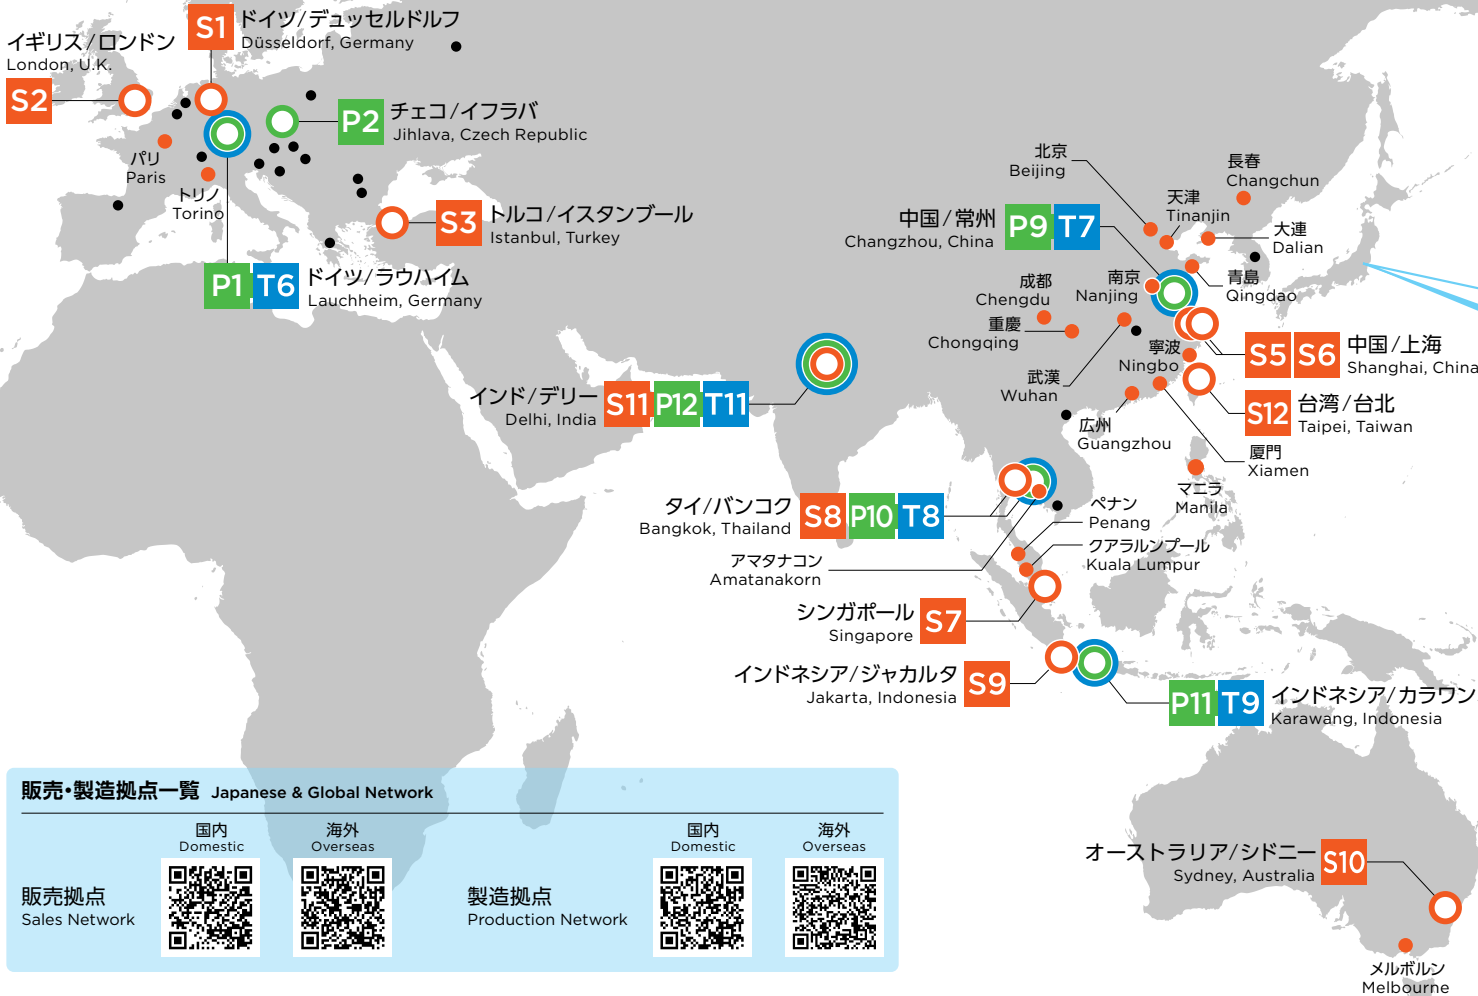 S1
ドイツ/デュッセルドルフ
Düsseldorf, Germany
イギリス/ロンドン
London, U.K.
S2
P2
チェコ/イフラバ
Jihlava, Czech Republic
パリ
Paris
トリノ
Torino
S3
トルコ/イスタンブール
Istanbul, Turkey
P1 T6
ドイツ/ラウハイム
Lauchheim, Germany
北京
Beijing
長春
Changchun
天津
Tinanjin
大連
Dalian
中国/常州
Changzhou, China
P9 T7
青島
Qingdao
南京
Nanjing
成都
Chengdu
重慶
Chongqing
武漢
Wuhan
寧波
Ningbo
S5 S6
中国/上海
Shanghai, China
S12
台湾/台北
Taipei, Taiwan
広州
Guangzhou
厦門
Xiamen
インド/デリー
Delhi, India
S11 P12 T11
マニラ
Manila
タイ/バンコク
Bangkok, Thailand
S8 P10 T8
ペナン
Penang
クアラルンプール
Kuala Lumpur
アマタナコン
Amatanakorn
シンガポール
Singapore
S7
インドネシア/ジャカルタ
Jakarta, Indonesia
S9
P11 T9
インドネシア/カラワン
Karawang, Indonesia
オーストラリア/シドニー
Sydney, Australia
S10
メルボルン
Melbourne
販売・製造拠点一覧 Japanese & Global Network
国内
Domestic
海外
Overseas
販売拠点
Sales Network
国内
Domestic
海外
Overseas
製造拠点
Production Network